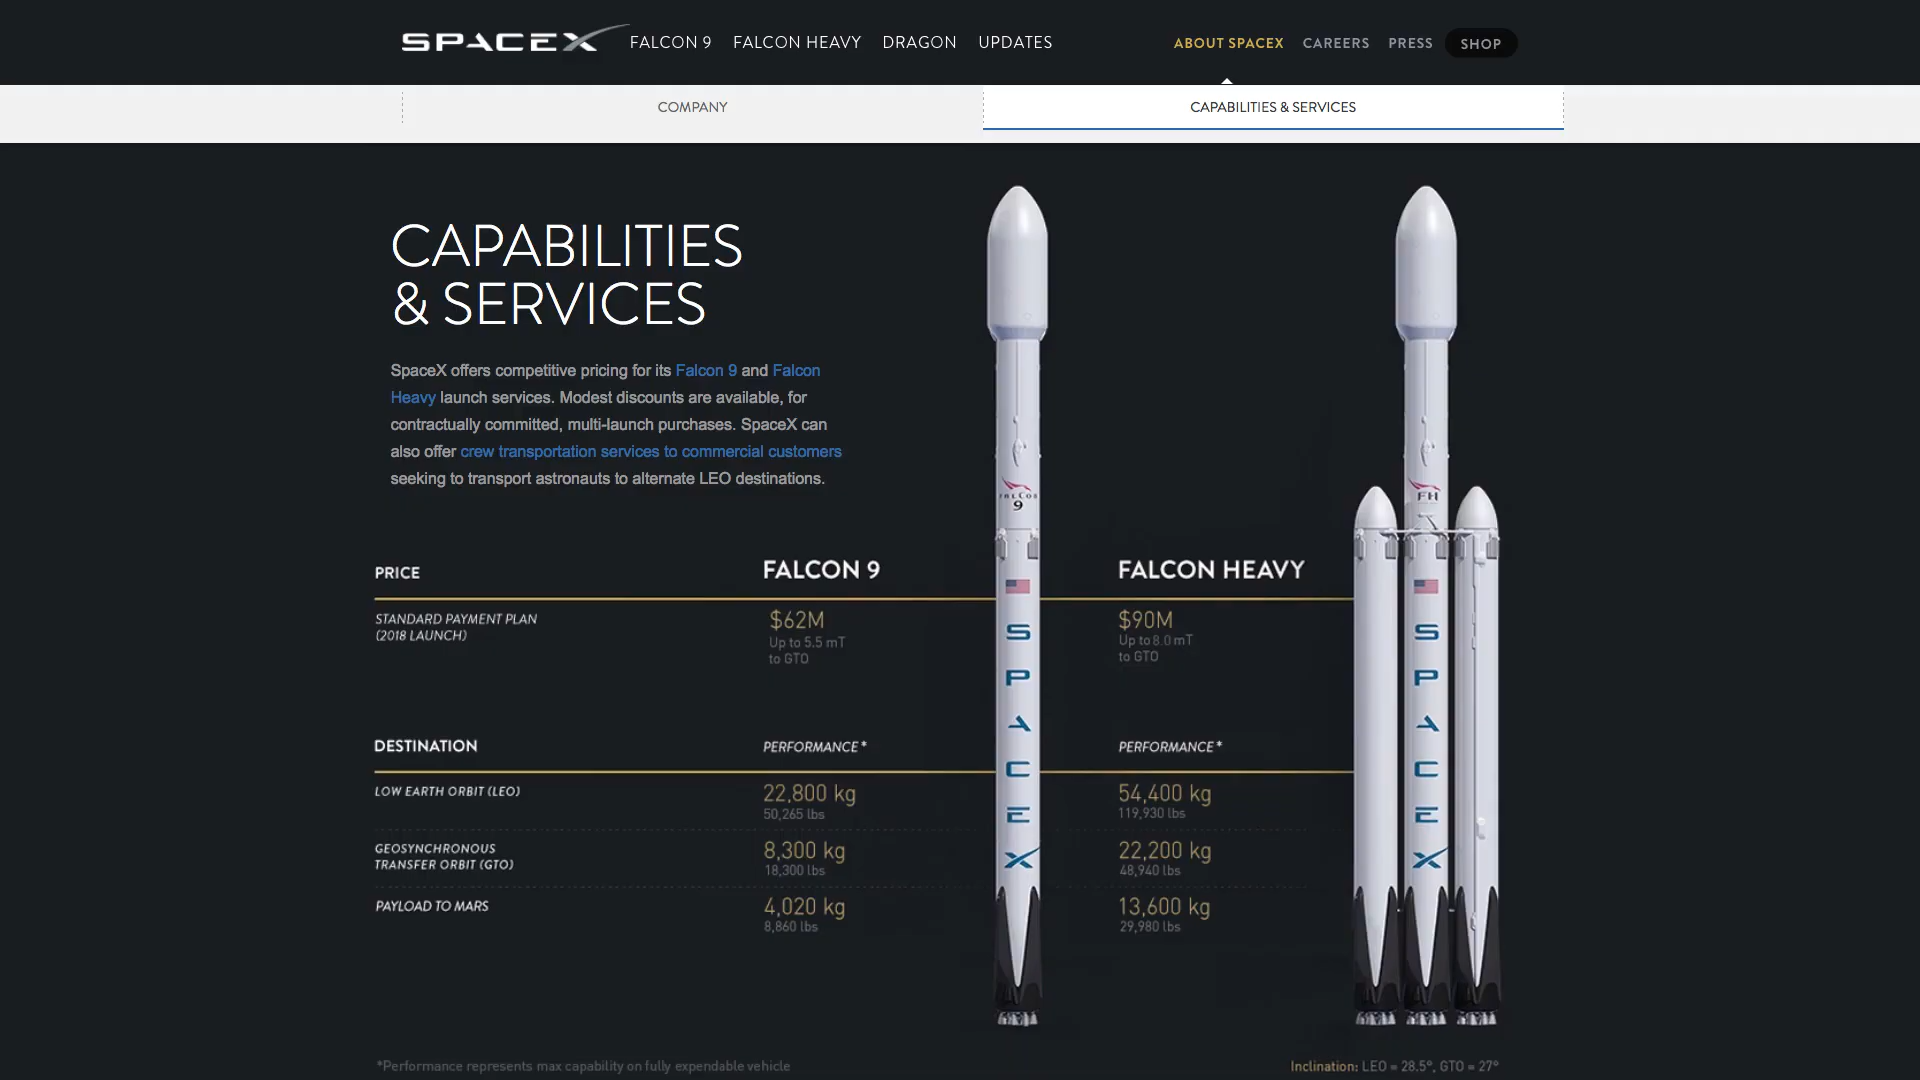 SPACEX FALCON 9 FALCON HEAVY DRAGON UPDATES ABOUT SPACEX CAREERS PRESS SHOP
COMPANY CAPABILITIES & SERVICES
CAPABILITIES
& SERVICES
SpaceX offers competitive pricing for its Falcon 9 and Falcon
Heavy launch services. Modest discounts are available, for
contractually committed, multi-launch purchases. SpaceX can
also offer crew transportation services to commercial customers
seeking to transport astronauts to alternate LEO destinations.
FALCON
9
FH
PRICE FALCON 9 FALCON HEAVY
STANDARD PAYMENT PLAN
(2018 LAUNCH)
$62M
Up to 5.5 mT
to GTO
$90M
Up to 8.0 mT
to GTO
DESTINATION PERFORMANCE* PERFORMANCE*
LOW EARTH ORBIT (LEO) 22,800 kg 54,400 kg
50,265 lbs 119,930 lbs
GEOSYNCHRONOUS
TRANSFER ORBIT (GTO)
8,300 kg 22,200 kg
18,300 lbs 48,940 lbs
PAYLOAD TO MARS 4,020 kg 13,600 kg
8,860 lbs 29,980 lbs
SPACEX
SPACEX
*Performance represents max capability on fully expendable vehicle
Inclination: LEO = 28.5°, GTO = 27°